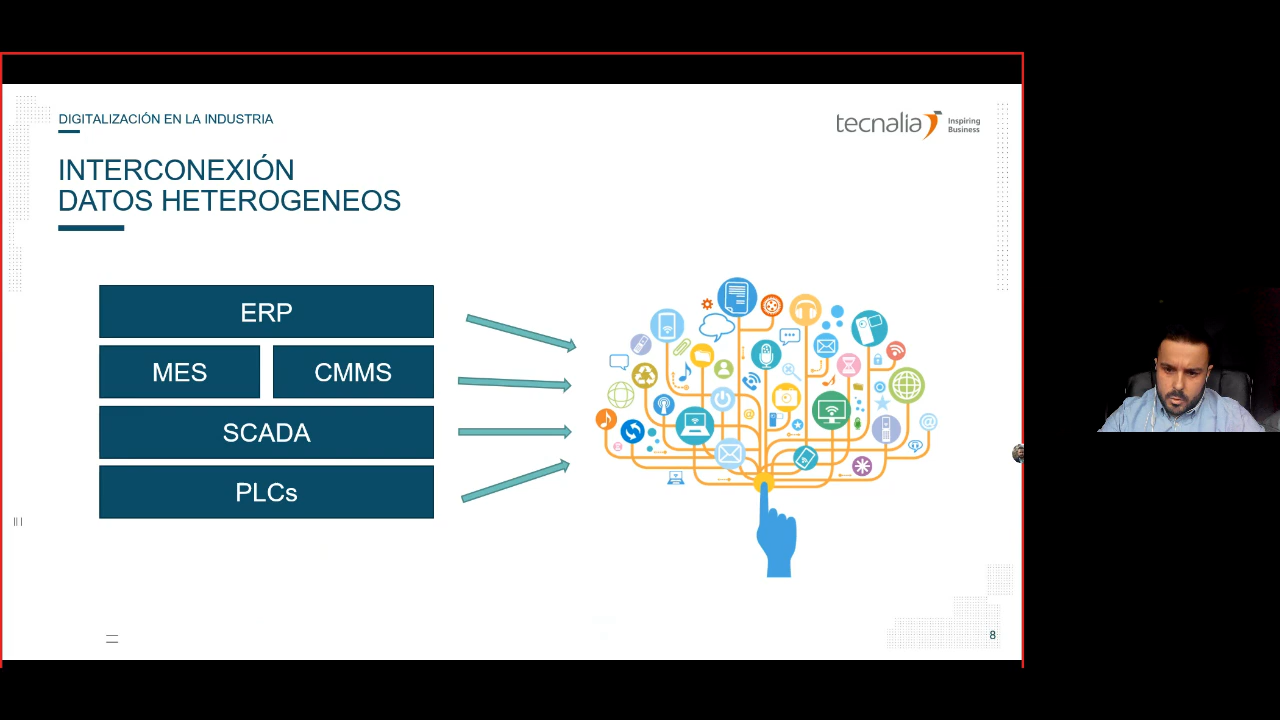 DIGITALIZACIÓN EN LA INDUSTRIA
tecnalia Inspiring Business
INTERCONEXIÓN
DATOS HETEROGENEOS
ERP
MES CMMS
SCADA
PLCs
8